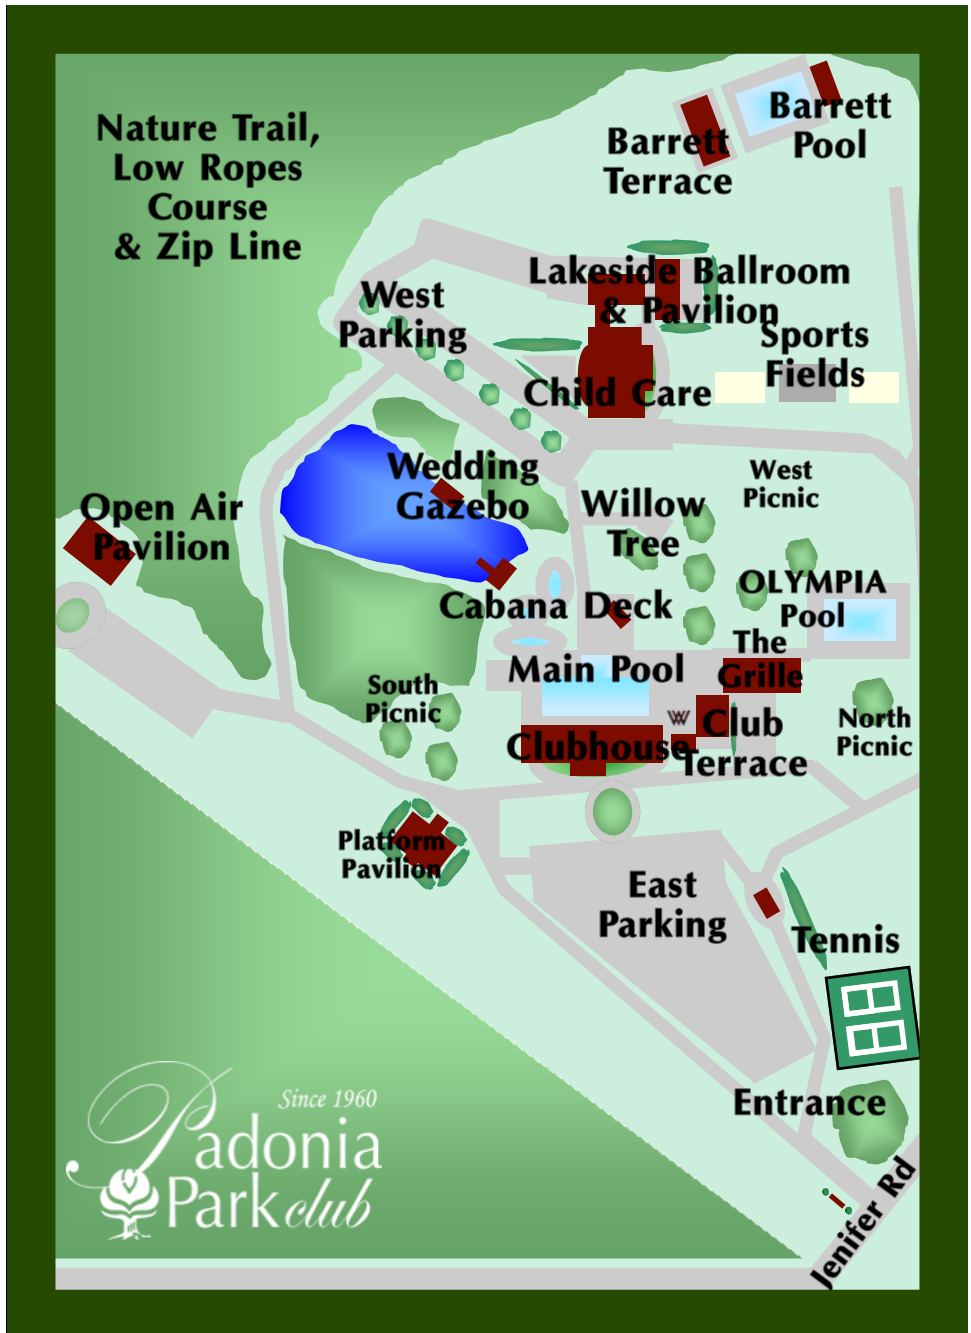 Nature Trail,
Low Ropes
Course
& Zip Line
Barrett
Pool
Barrett
Terrace
Lakeside Ballroom
& Pavilion
West
Parking
Sports
Fields
Child Care
Wedding
Gazebo
West
Picnic
Open Air
Pavilion
Willow
Tree
OLYMPIA
Pool
Cabana Deck
The
Grille
Main Pool
South
Picnic
Club
Terrace
North
Picnic
Clubhouse
Platform
Pavilion
East
Parking
Tennis
Entrance
Jenifer Rd
Since 1960
Padonia
Park club